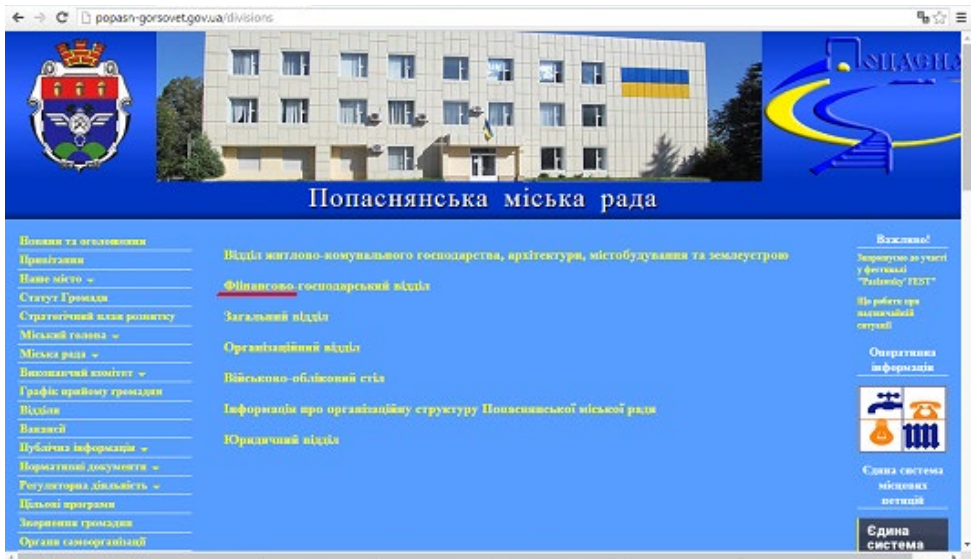 popasn-gorsovet.gov.ua/divisions
Попасна
Попаснянська міська рада
Новини та оголошення
Привітання
Наше місто
Статут Громади
Стратегічний план розвитку
Міський голова
Міська рада
Виконавчий комітет
Графік прийому громадян
Відділи
Вакансії
Публічна інформація
Нормативні документи
Регуляторна діяльність
Цільові програми
Звернення громадян
Органи самоорганізації
Відділ житлово-комунального господарства, архітектури, містобудування та землеустрою
Фіінансово-господарський відділ
Загальний відділ
Організаційний відділ
Військово-обліковий стіл
Інформація про організаційну структуру Попаснянської міської ради
Юридичний відділ
Важливо!
Запрошуємо до участі
у фестивалі
"Pavlovsky'FEST"
Що робити при
надзвичайній
ситуації
Оперативна
інформація
Єдина система
місцевих
петицій
Єдина
система